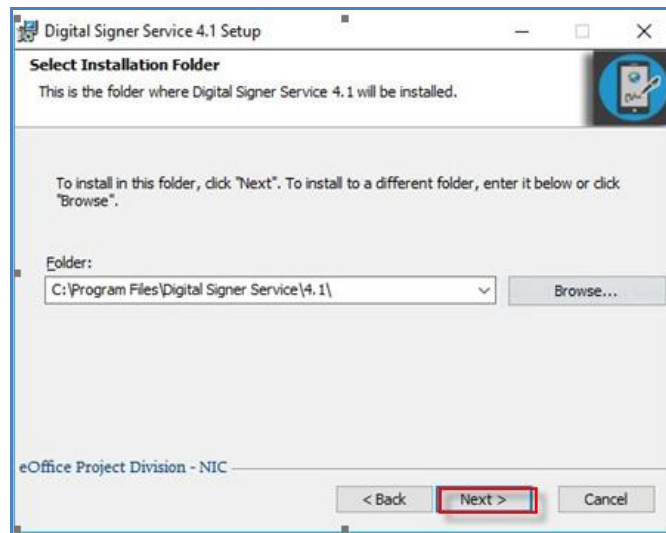 Digital Signer Service 4.1 Setup
Select Installation Folder
This is the folder where Digital Signer Service 4.1 will be installed.
To install in this folder, click "Next". To install to a different folder, enter it below or click
"Browse".
Folder:
C:\Program Files\Digital Signer Service\4.1\
Browse...
eOffice Project Division - NIC
< Back
Next >
Cancel